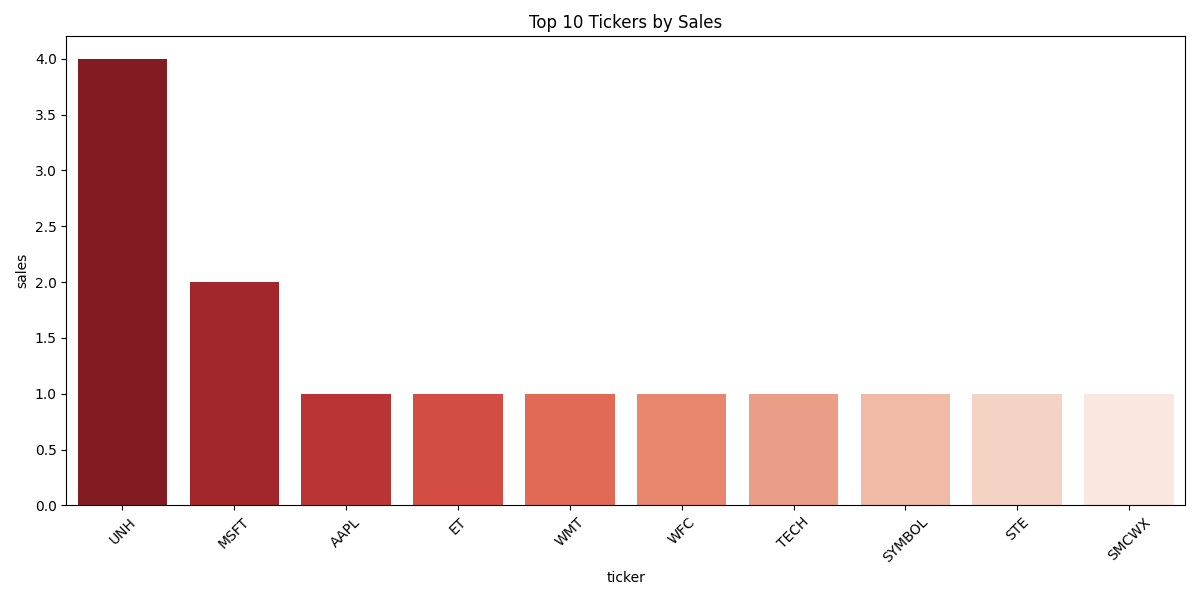 Top 10 Tickers by Sales
sales
4.0
3.5
3.0
2.5
2.0
1.5
1.0
0.5
0.0
UNH
MSFT
AAPL
ET
WMT
WFC
TECH
SYMBOL
STE
SMCWX
ticker